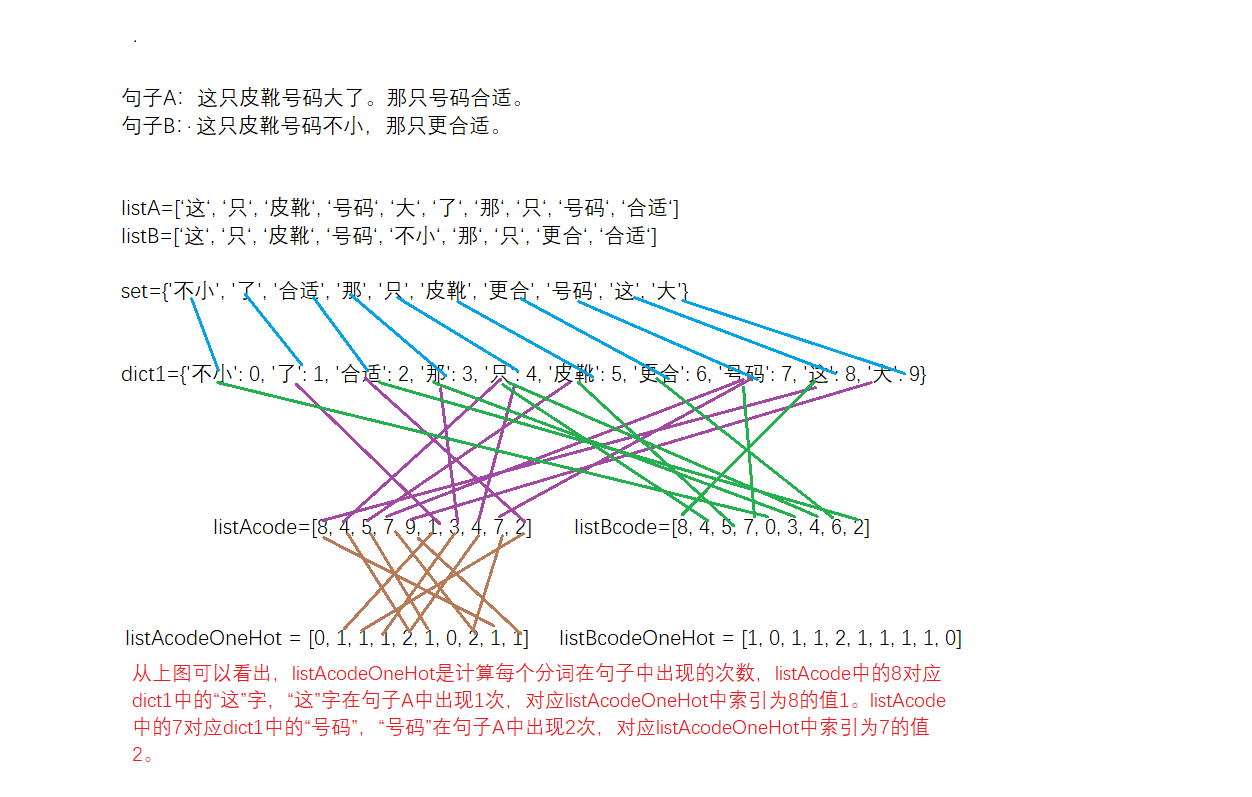 句子A：这只皮靴号码大了。那只号码合适。
句子B：·这只皮靴号码不小，那只更合适。
listA=[‘这‘, ‘只‘, ‘皮靴‘, ‘号码‘, ‘大‘, ‘了‘, ‘那‘, ‘只‘, ‘号码‘, ‘合适‘]
listB=[‘这‘, ‘只‘, ‘皮靴‘, ‘号码‘, ‘不小‘, ‘那‘, ‘只‘, ‘更合‘, ‘合适‘]
set={'不小', '了', '合适', '那', '只', '皮靴', '更合', '号码', '这', '大'}
dict1={'不小': 0, '了': 1, '合适': 2, '那': 3, '只': 4, '皮靴': 5, '更合': 6, '号码': 7, '这': 8, '大': 9}
listAcode=[8, 4, 5, 7, 9, 1, 3, 4, 7, 2] listBcode=[8, 4, 5, 7, 0, 3, 4, 6, 2]
listAcodeOneHot = [0, 1, 1, 1, 2, 1, 0, 2, 1, 1] listBcodeOneHot = [1, 0, 1, 1, 2, 1, 1, 1, 1, 0]
从上图可以看出，listAcodeOneHot是计算每个分词在句子中出现的次数，listAcode中的8对应
dict1中的“这”字，“这”字在句子A中出现1次，对应listAcodeOneHot中索引为8的值1。listAcode
中的7对应dict1中的“号码”，“号码”在句子A中出现2次，对应listAcodeOneHot中索引为7的值
2。